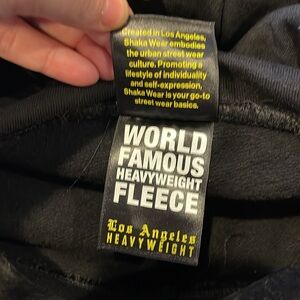 Created in Los Angeles,
Shaka Wear embodies
the urban street wear
culture. Promoting a
lifestyle of individuality
and self-expression,
Shaka Wear is your go-to
street wear basics.
WORLD
FAMOUS
HEAVYWEIGHT
FLEECE
Los Angeles
HEAVYWEIGHT